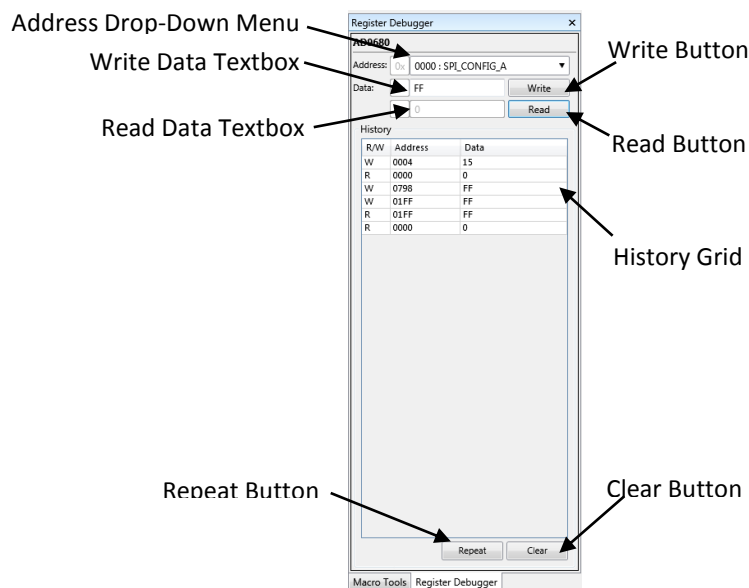 Address Drop-Down Menu
Write Data Textbox
Read Data Textbox
Register Debugger ×
AD9680
Address: 0x 0000 : SPI_CONFIG_A
Data: FF Write
0 Read
History
R/W Address Data
W 0004 15
R 0000 0
W 0798 FF
W 01FF FF
R 01FF FF
R 0000 0
Repeat Clear
Macro Tools Register Debugger
Write Button
Read Button
History Grid
Repeat Button
Clear Button